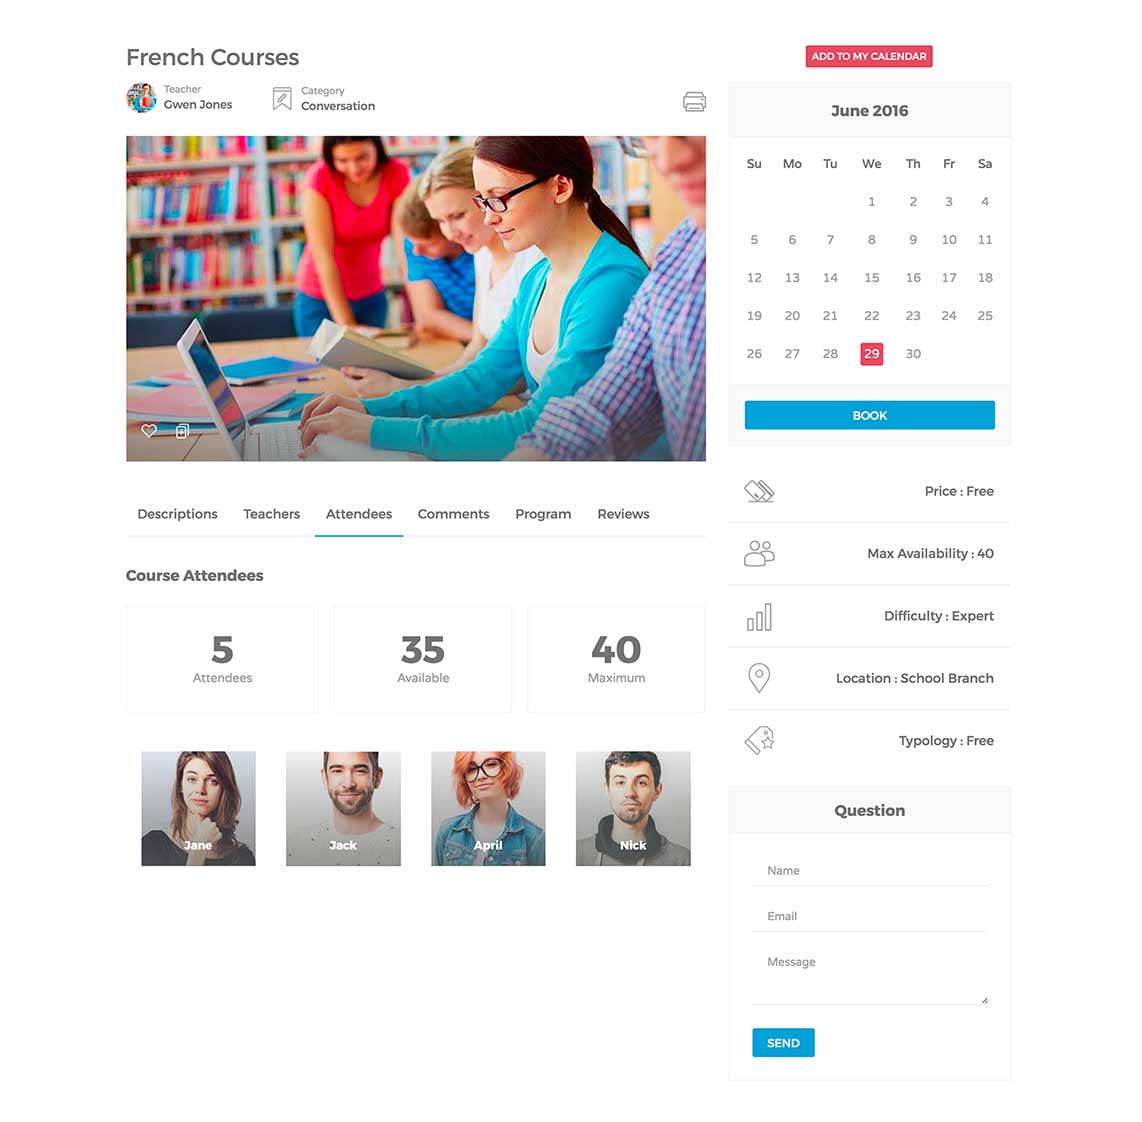 French Courses
Teacher
Gwen Jones
Category
Conversation
ADD TO MY CALENDAR
June 2016
Su Mo Tu We Th Fr Sa
1 2 3 4
5 6 7 8 9 10 11
12 13 14 15 16 17 18
19 20 21 22 23 24 25
26 27 28 29 30
BOOK
Price : Free
Max Availability : 40
Difficulty : Expert
Location : School Branch
Typology : Free
Descriptions Teachers Attendees Comments Program Reviews
Course Attendees
5
Attendees
35
Available
40
Maximum
Jane
Jack
April
Nick
Question
Name
Email
Message
SEND